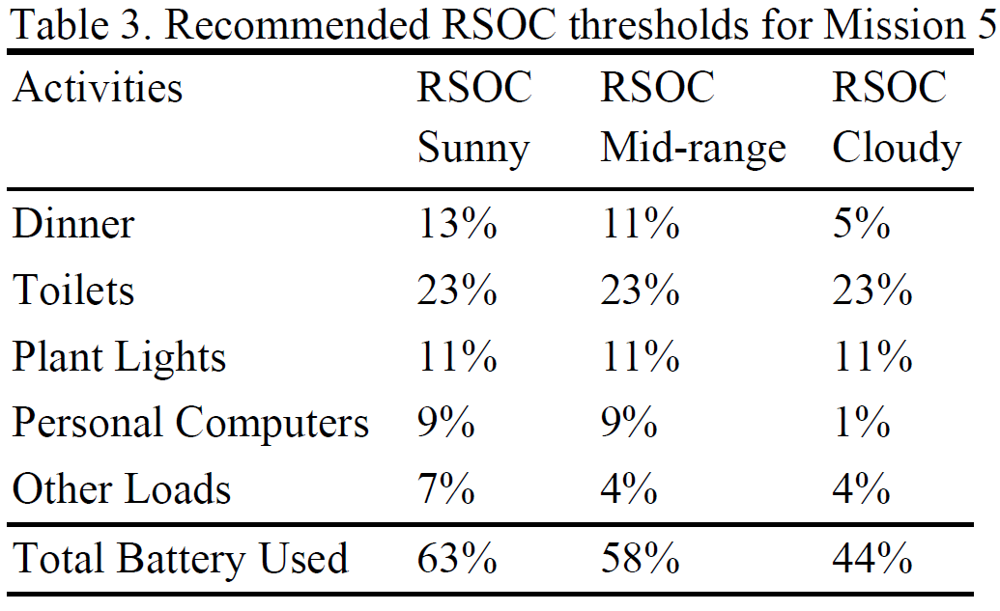 Table 3. Recommended RSOC thresholds for Mission 5
Activities RSOC RSOC RSOC
Sunny Mid-range Cloudy
Dinner 13% 11% 5%
Toilets 23% 23% 23%
Plant Lights 11% 11% 11%
Personal Computers 9% 9% 1%
Other Loads 7% 4% 4%
Total Battery Used 63% 58% 44%